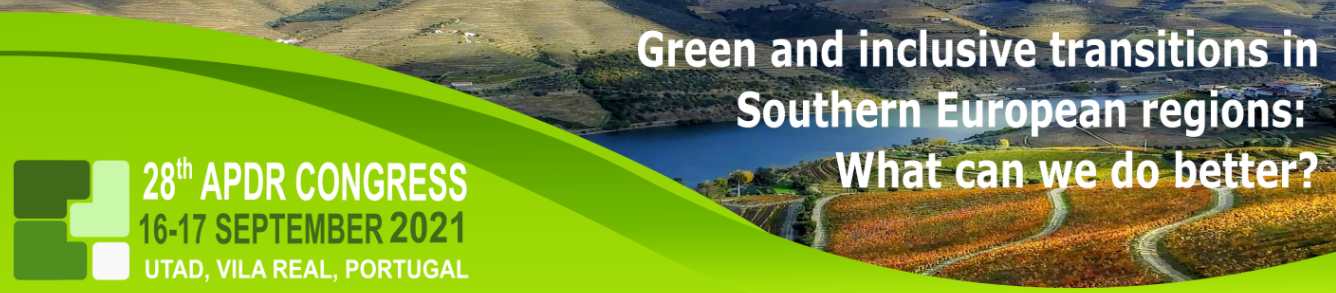 Green and inclusive transitions in
Southern European regions:
What can we do better?
28th APDR CONGRESS
16-17 SEPTEMBER 2021
UTAD, VILA REAL, PORTUGAL